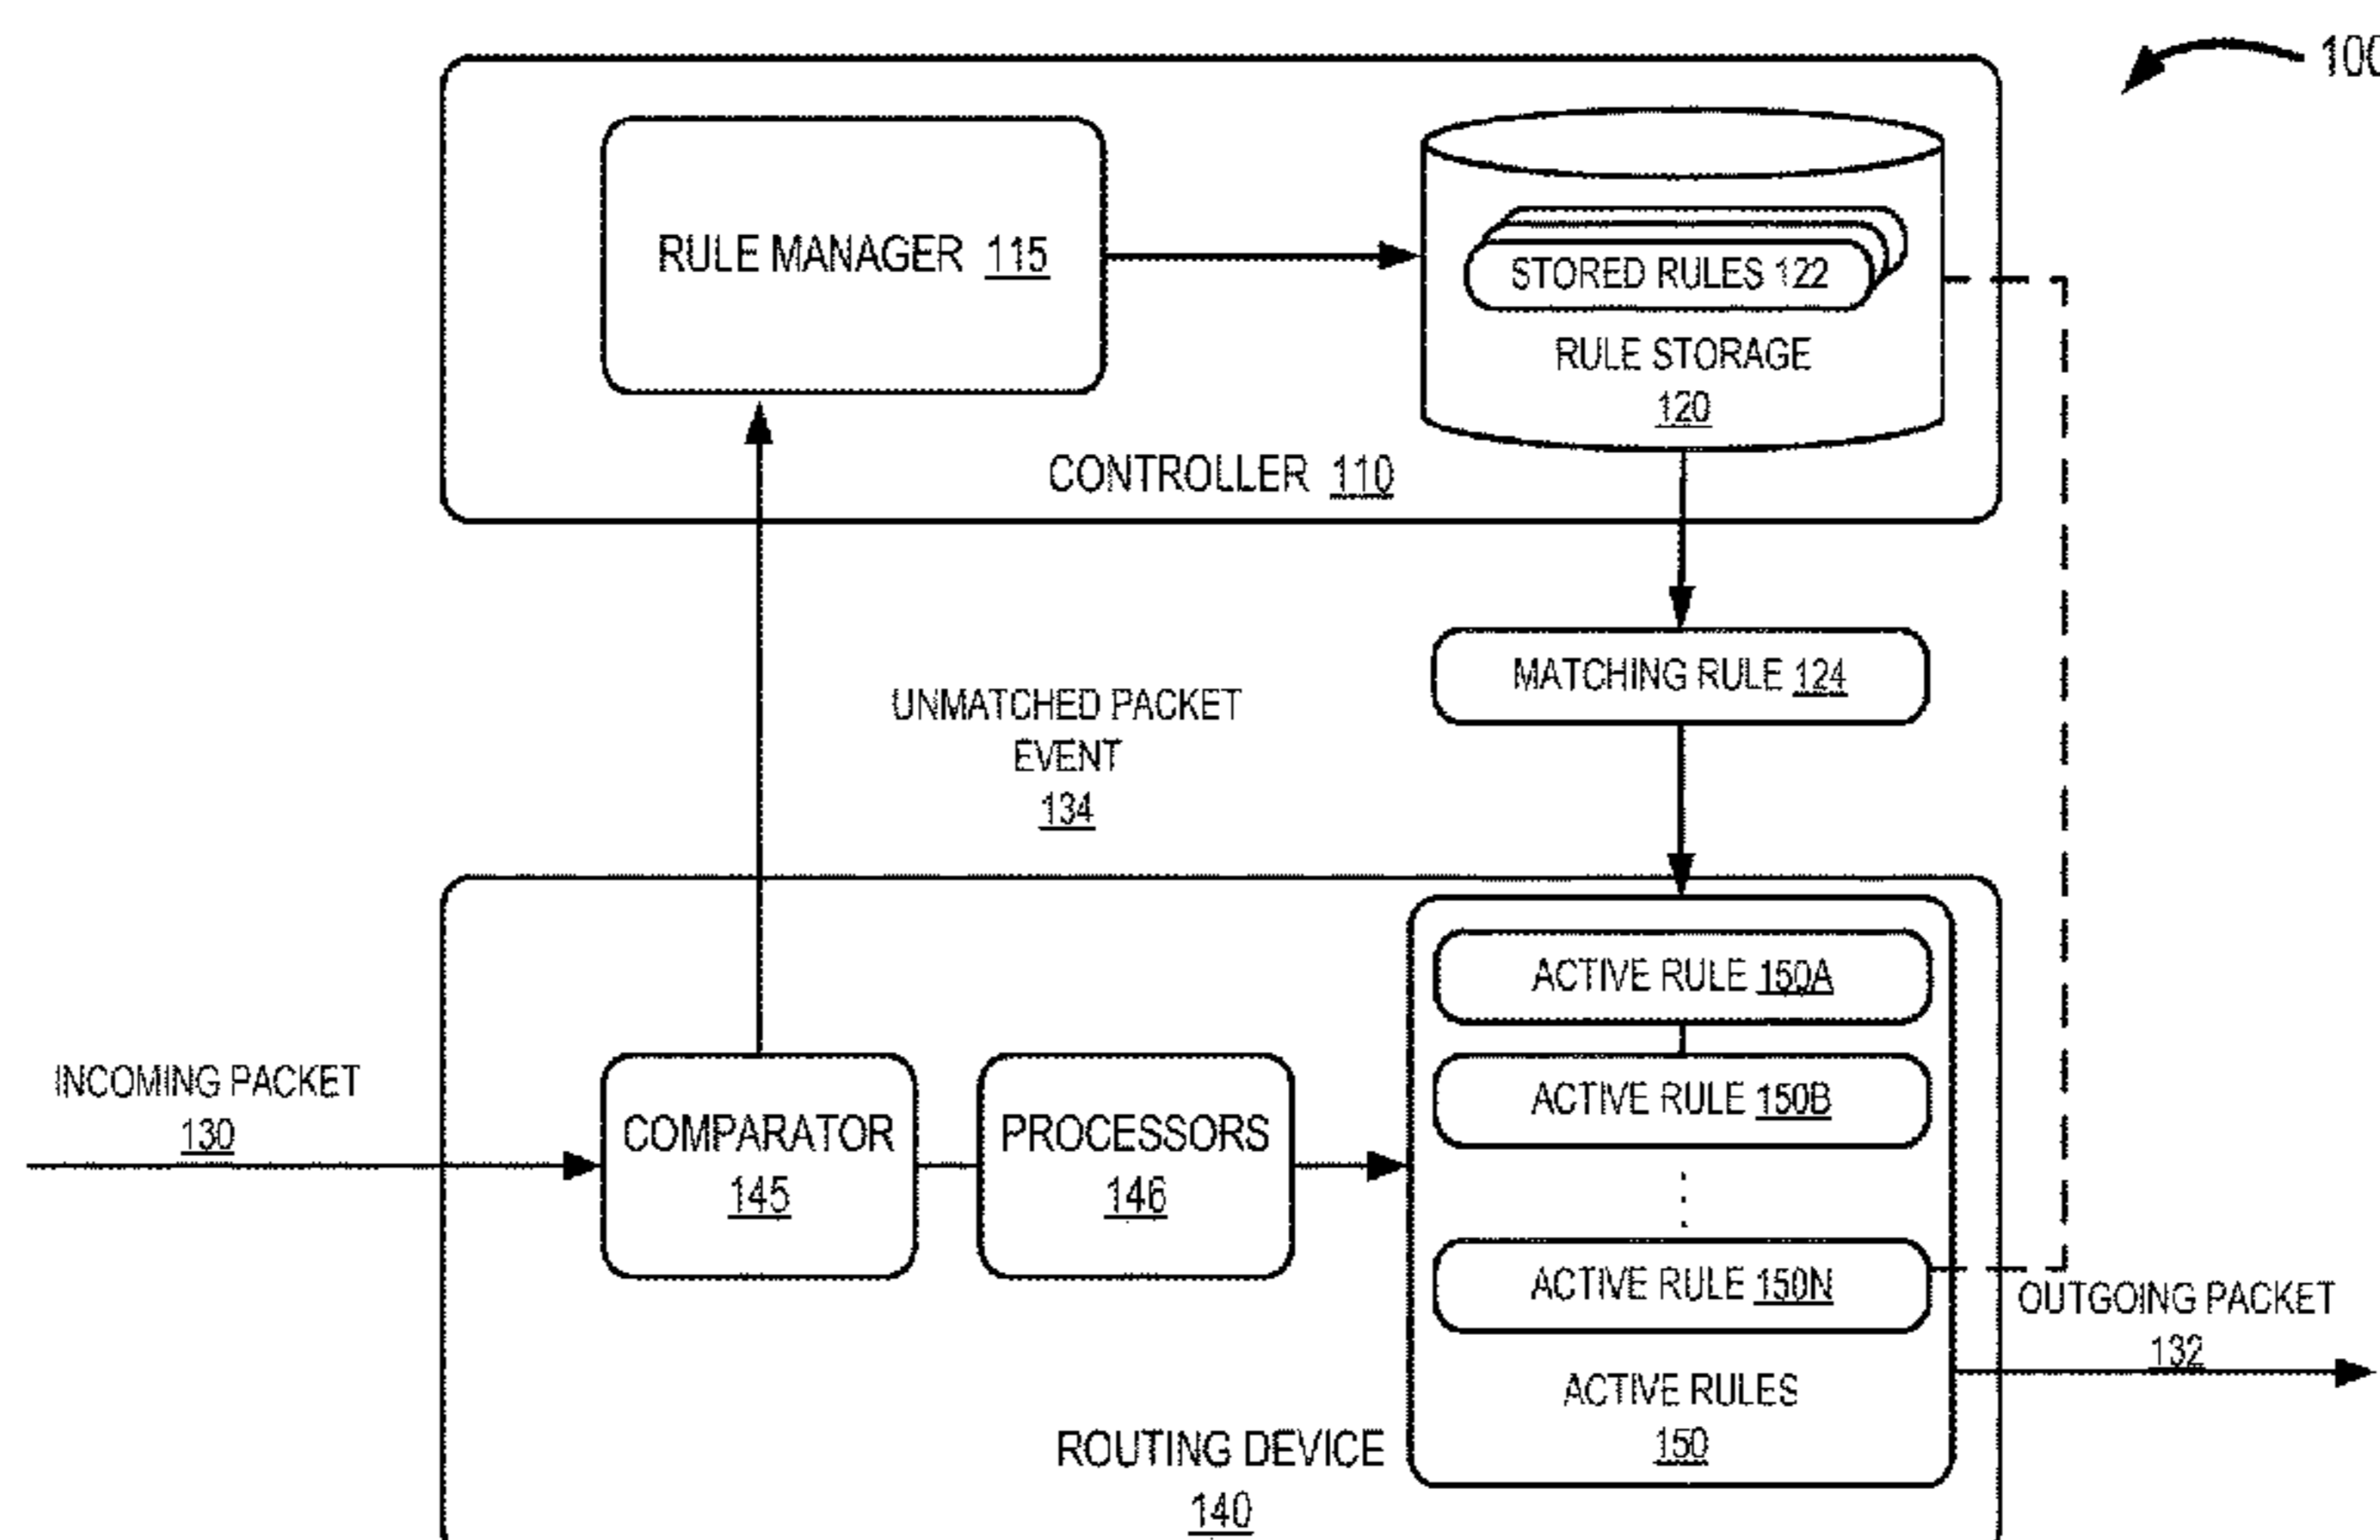 100
RULE MANAGER 115
STORED RULES 122
RULE STORAGE
120
CONTROLLER 110
MATCHING RULE 124
UNMATCHED PACKET
EVENT
134
ACTIVE RULE 150A
ACTIVE RULE 150B
ACTIVE RULE 150N
ACTIVE RULES
150
INCOMING PACKET
130
COMPARATOR
145
PROCESSORS
146
OUTGOING PACKET
132
ROUTING DEVICE
140